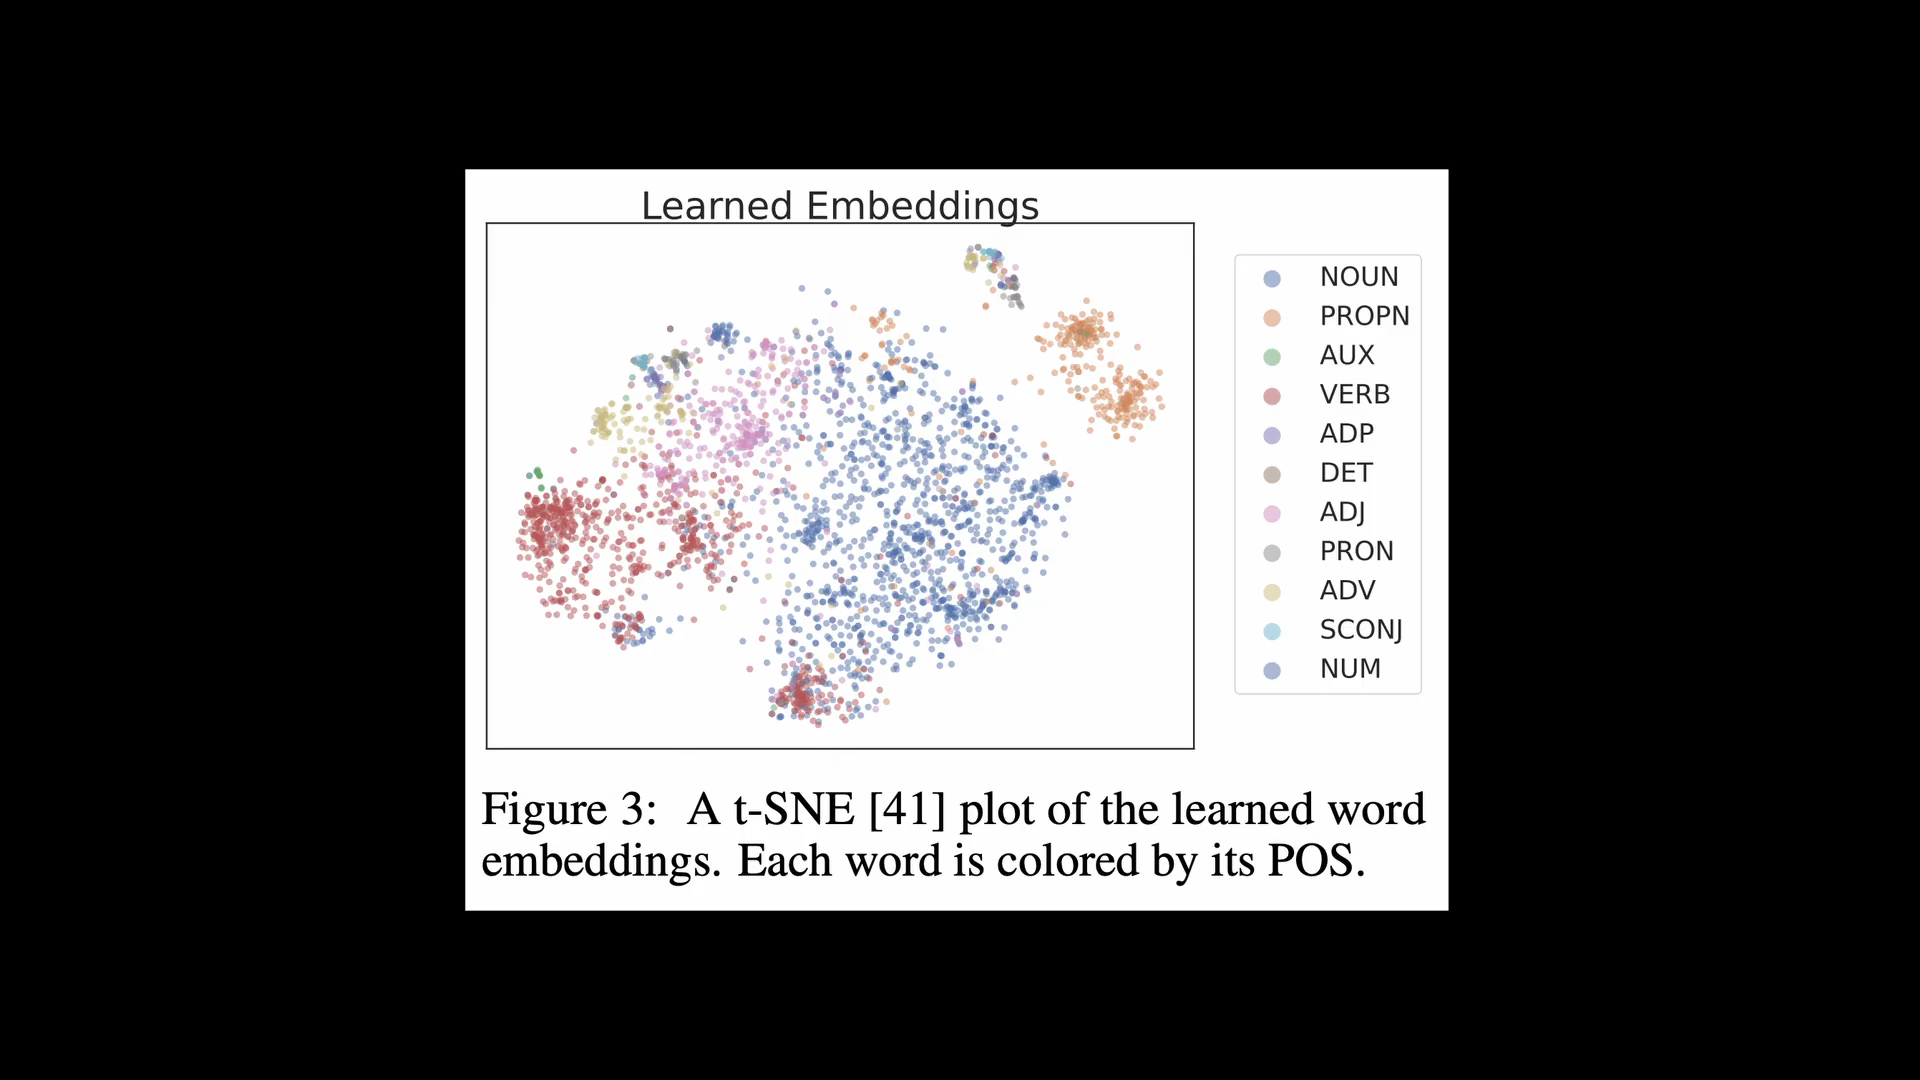 Learned Embeddings
NOUN
PROPN
AUX
VERB
ADP
DET
ADJ
PRON
ADV
SCONJ
NUM
Figure 3: A t-SNE [41] plot of the learned word
embeddings. Each word is colored by its POS.